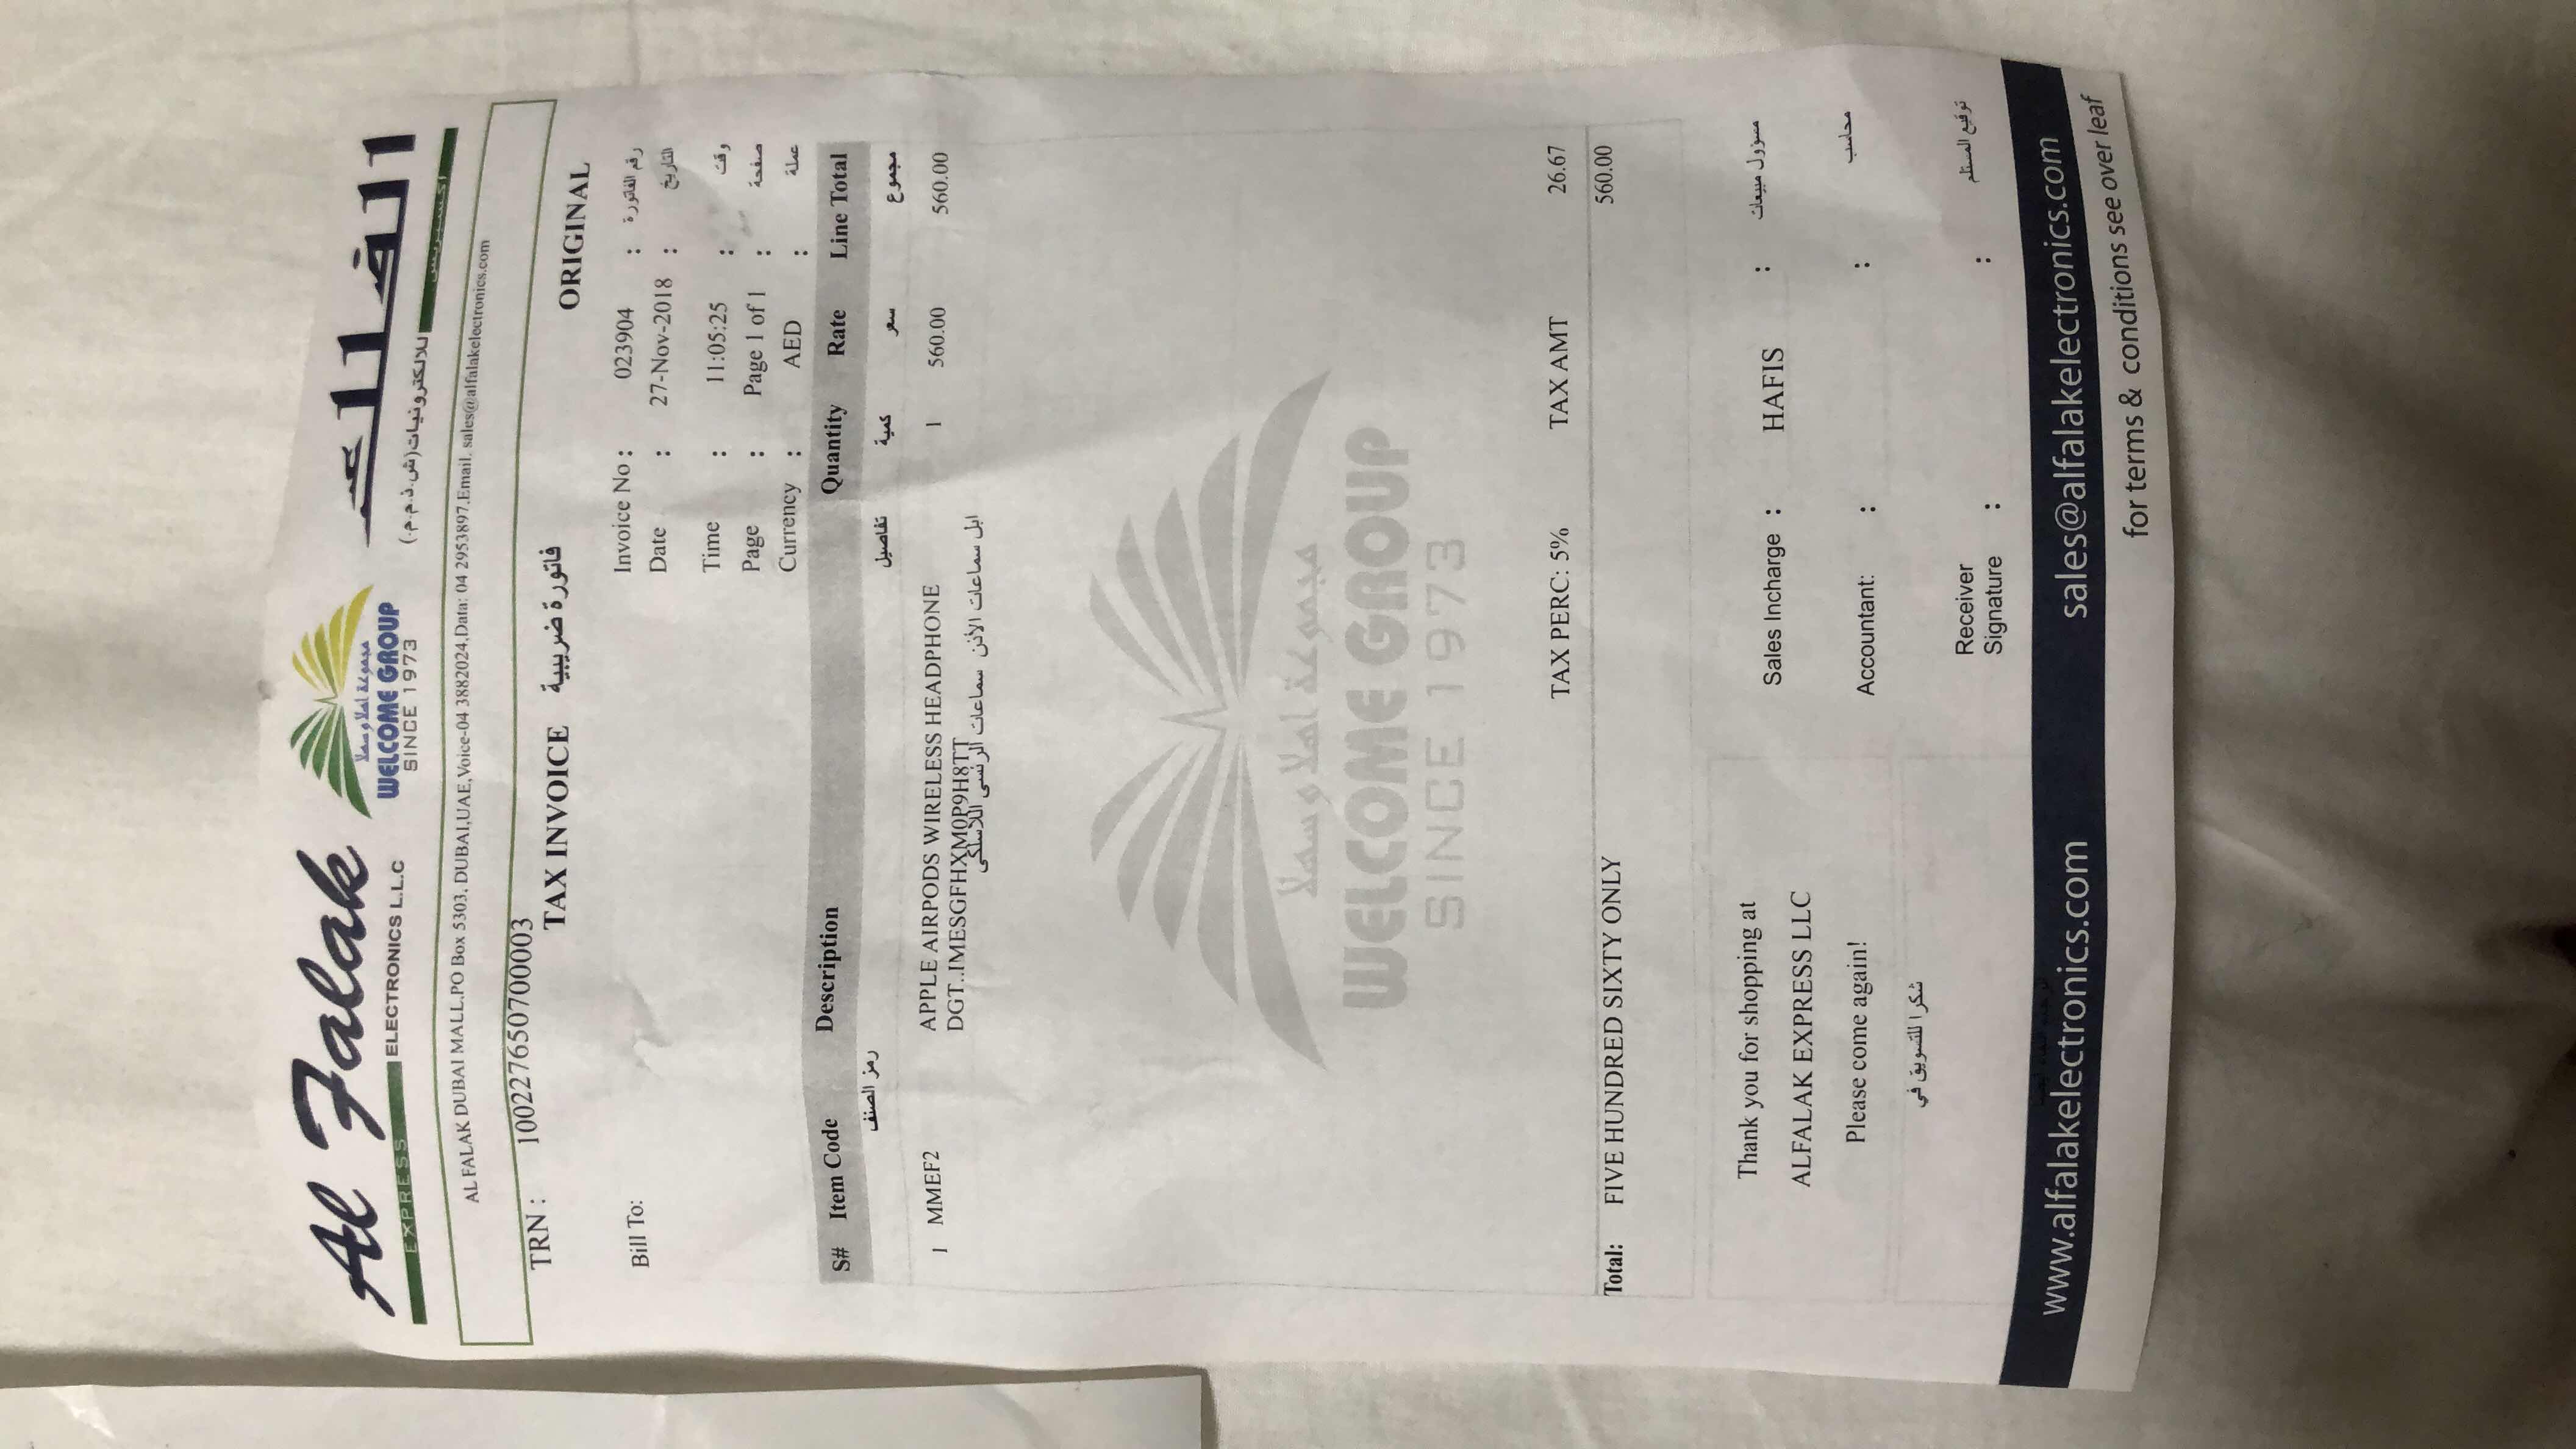 Al Falak
EXPRESS ELECTRONICS L.L.C
مجموعة اهلا وسهلا
WELCOME GROUP
SINCE 1973
الفلك
اكسبريس للالكترونيات (ش.ذ.م.م.)
AL FALAK DUBAI MALL,PO Box 5303, DUBAI,UAE,Voice-04 3882024,Data: 04 2953897,Email. sales@alfalakelectronics.com
TRN : 100227650700003
TAX INVOICE فاتورة ضريبية
ORIGINAL
Bill To:
Invoice No : 023904 : رقم الفاتورة
Date : 27-Nov-2018 : التاريخ
Time : 11:05:25 : وقت
Page : Page 1 of 1 : صفحة
Currency : AED : عملة
S# Item Code Description Quantity Rate Line Total
رمز الصنف تفاصيل كمية سعر مجموع
1 MMEF2 APPLE AIRPODS WIRELESS HEADPHONE 1 560.00 560.00
DGT..IMESGFHXM0P9H8TT
ابل سماعات الأذن سماعات الرئسى اللاسلكى
مجموعة اهلا وسهلا
WELCOME GROUP
SINCE 1973
TAX PERC: 5% TAX AMT 26.67
Total: FIVE HUNDRED SIXTY ONLY 560.00
Thank you for shopping at
ALFALAK EXPRESS LLC
Please come again!
شكرا للتسويق في
Sales Incharge : HAFIS : مسؤول مبيعات
Accountant: : : محاسب
Receiver
Signature : : توقيع المستلم
www.alfalakelectronics.com
sales@alfalakelectronics.com
for terms & conditions see over leaf